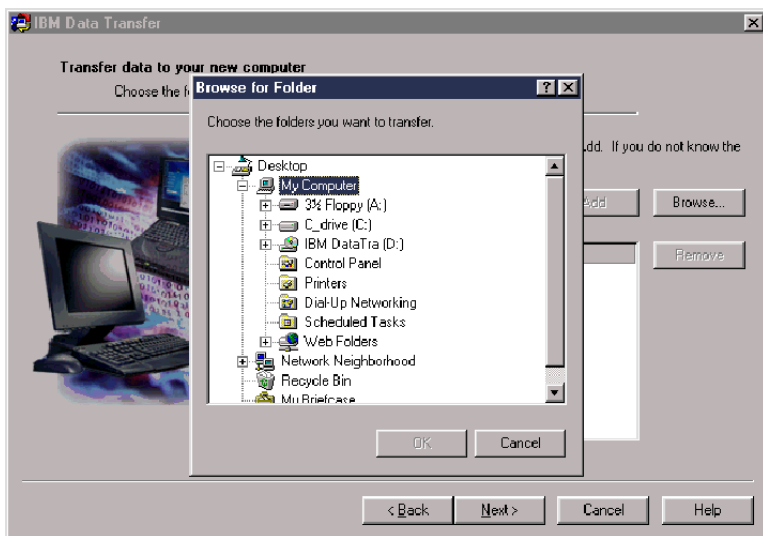 IBM Data Transfer
Transfer data to your new computer
Choose the f
Browse for Folder
Choose the folders you want to transfer.
dd. If you do not know the
Desktop
My Computer
3½ Floppy (A:)
C_drive (C:)
IBM DataTra (D:)
Control Panel
Printers
Dial-Up Networking
Scheduled Tasks
Web Folders
Network Neighborhood
Recycle Bin
My Briefcase
Add
Browse...
Remove
OK
Cancel
< Back
Next >
Cancel
Help